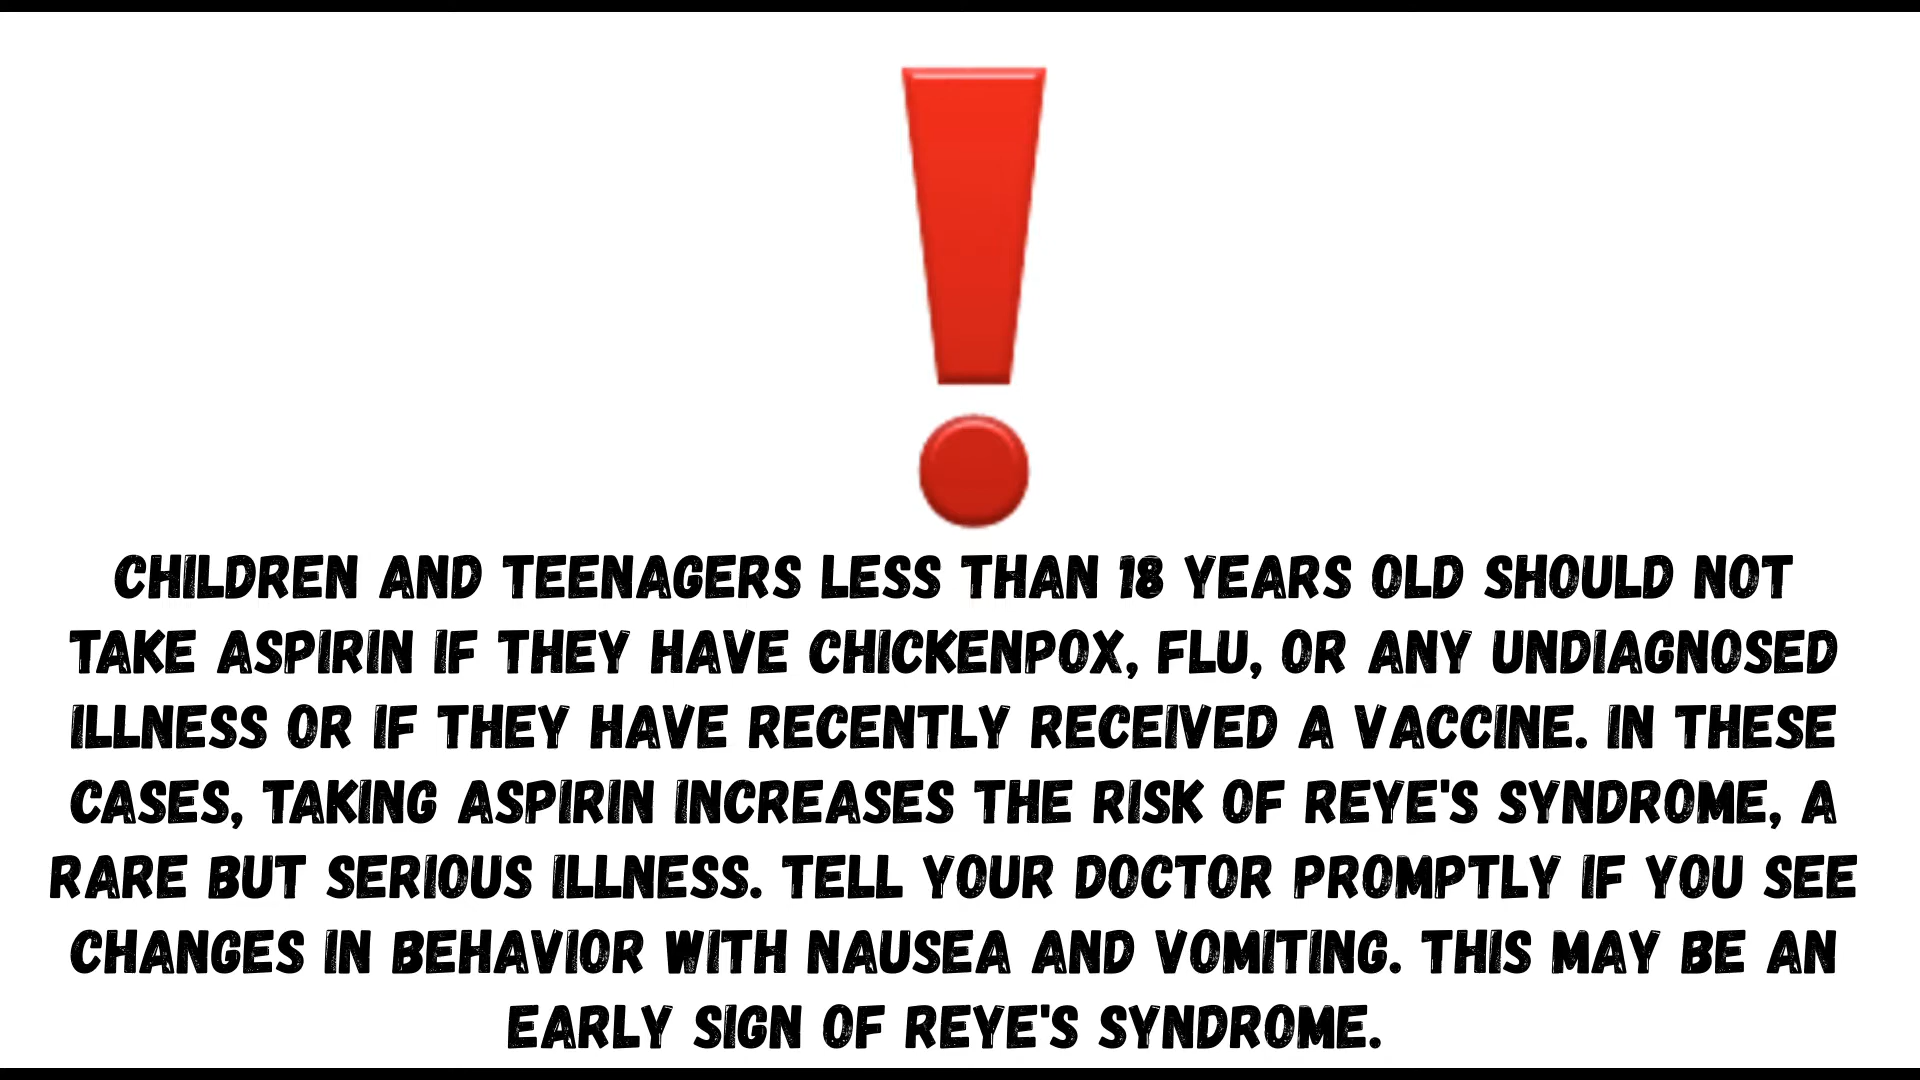 CHILDREN AND TEENAGERS LESS THAN 18 YEARS OLD SHOULD NOT
TAKE ASPIRIN IF THEY HAVE CHICKENPOX, FLU, OR ANY UNDIAGNOSED
ILLNESS OR IF THEY HAVE RECENTLY RECEIVED A VACCINE. IN THESE
CASES, TAKING ASPIRIN INCREASES THE RISK OF REYE'S SYNDROME, A
RARE BUT SERIOUS ILLNESS. TELL YOUR DOCTOR PROMPTLY IF YOU SEE
CHANGES IN BEHAVIOR WITH NAUSEA AND VOMITING. THIS MAY BE AN
EARLY SIGN OF REYE'S SYNDROME.